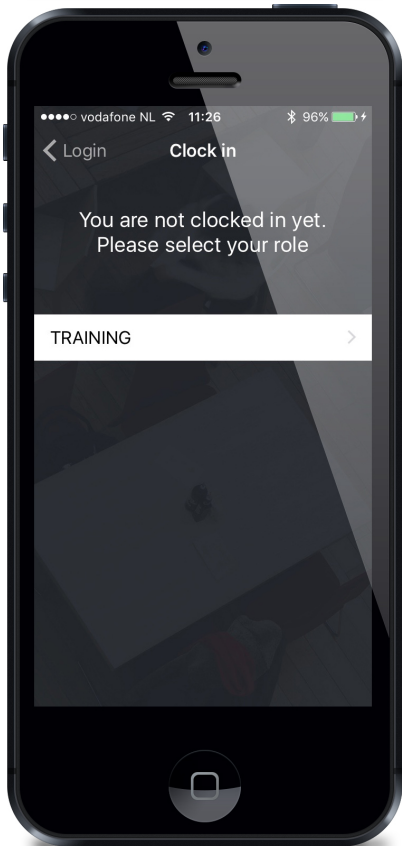 vodafone NL 11:26 96%
Login Clock in
You are not clocked in yet.
Please select your role
TRAINING